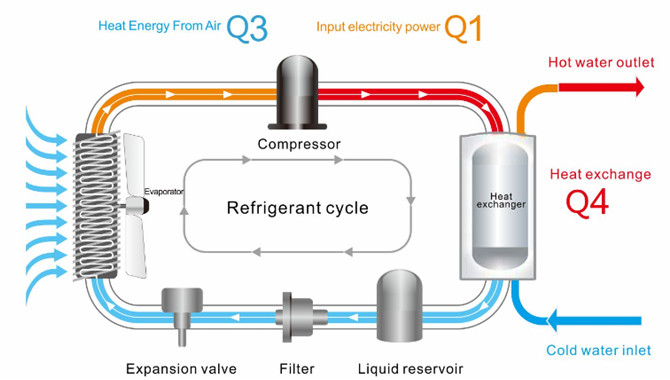 Heat Energy From Air Q3
Input electricity power Q1
Hot water outlet
Compressor
Heat exchange
Q4
Evaporator
Refrigerant cycle
Heat
exchanger
Cold water inlet
Expansion valve
Filter
Liquid reservoir